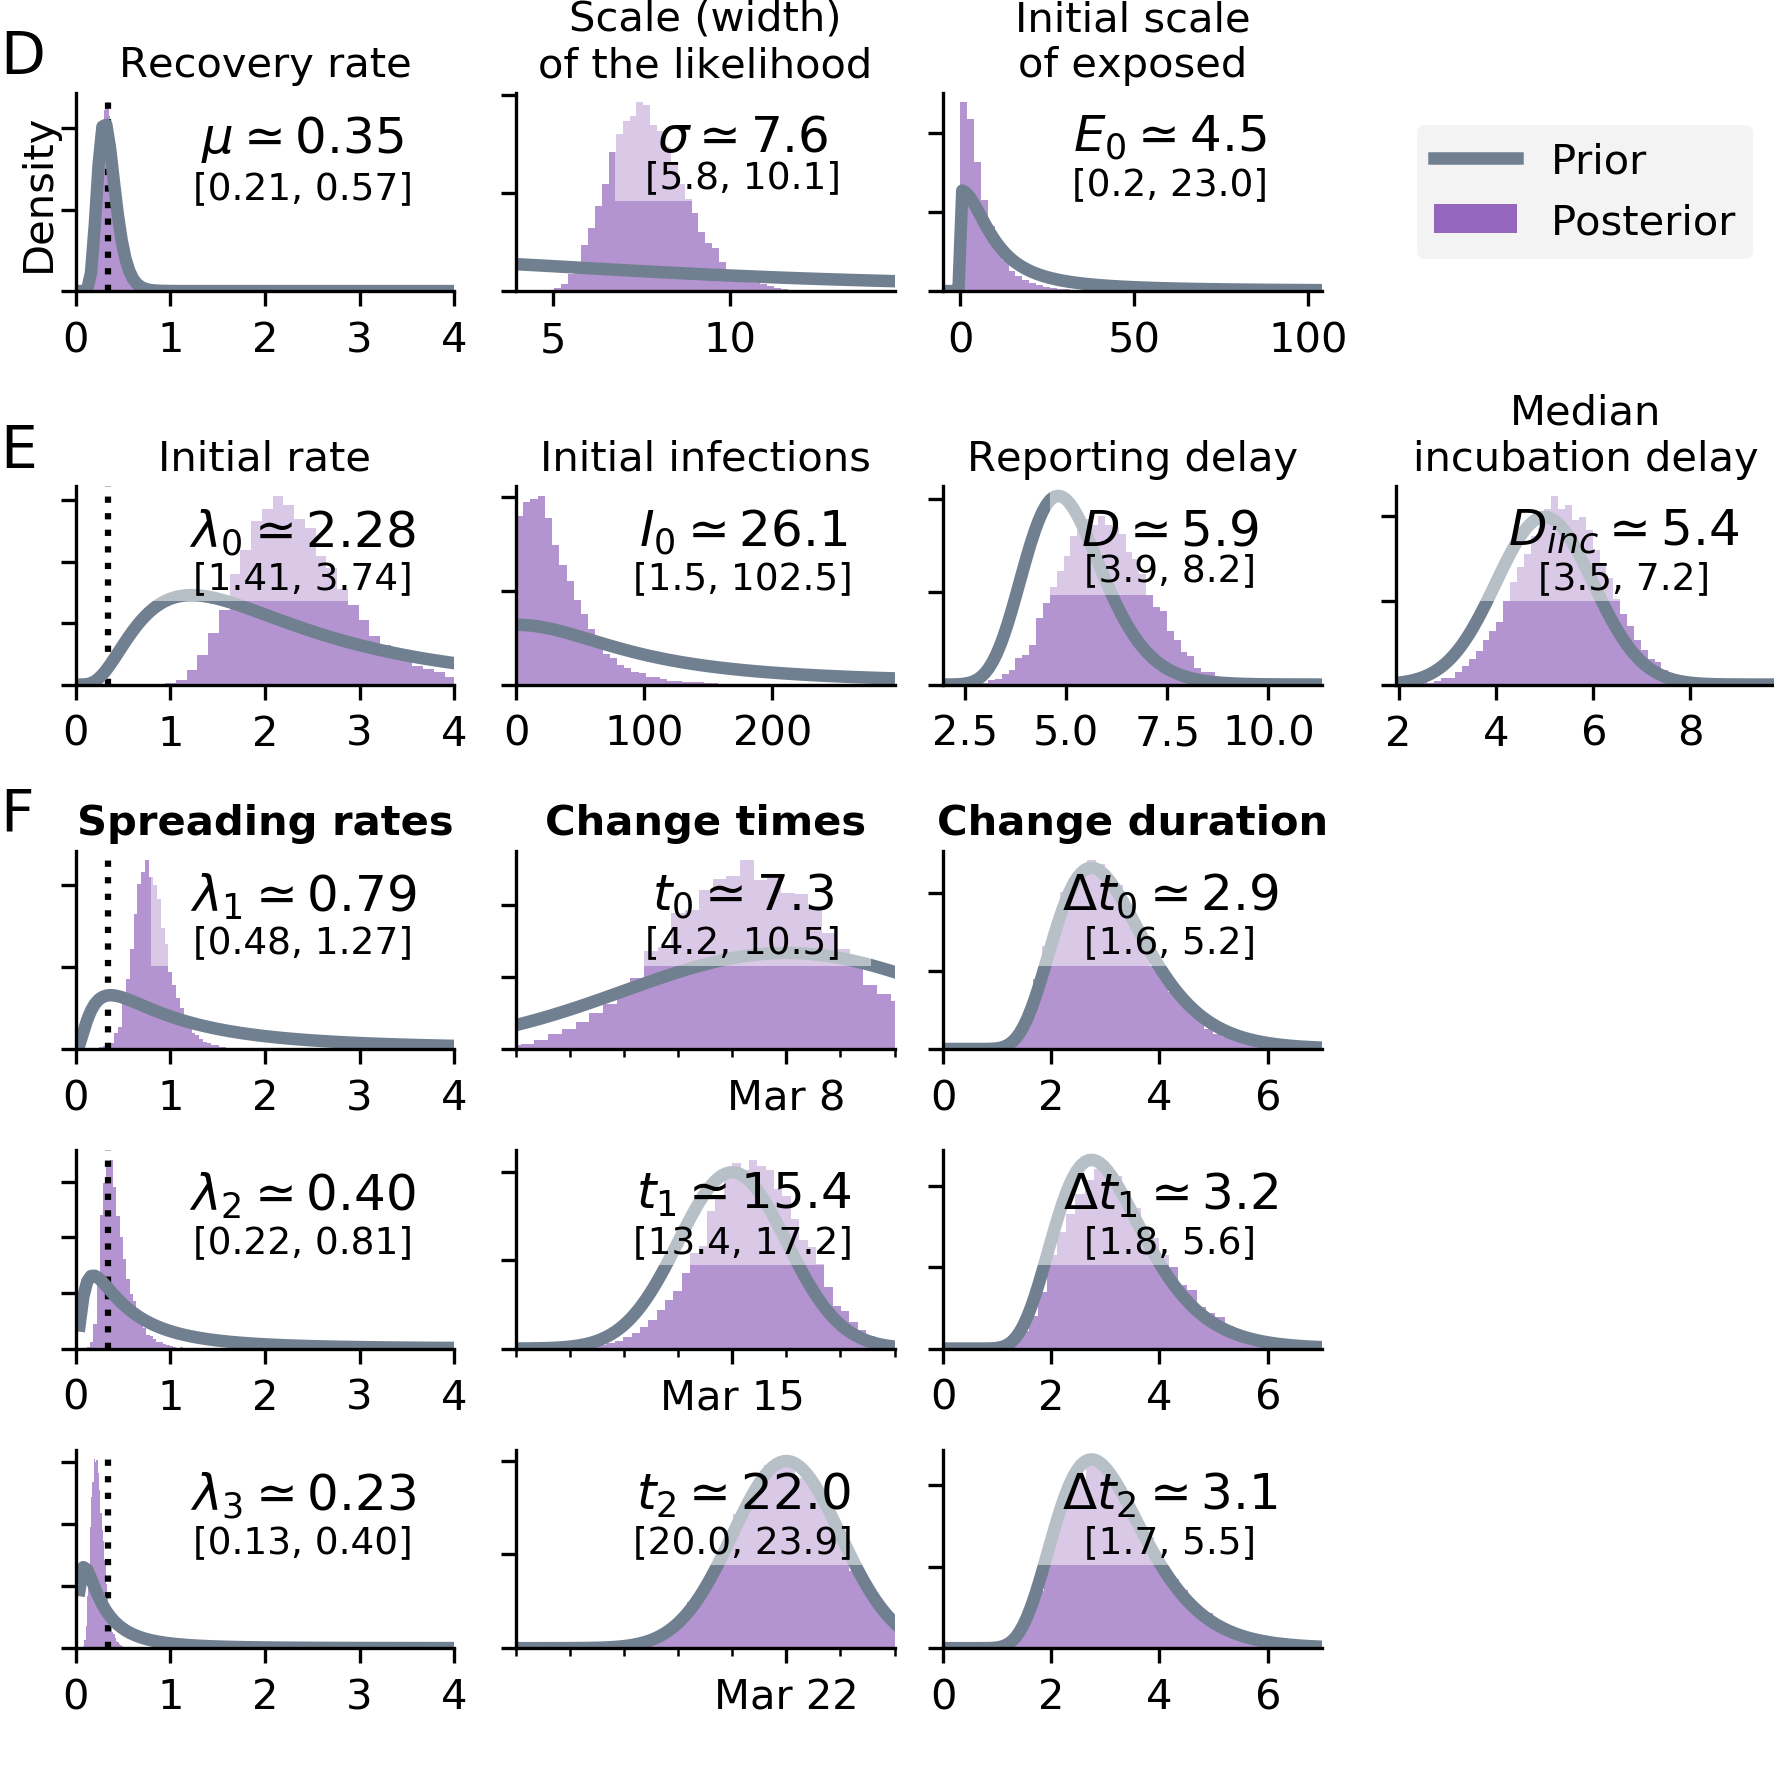 D
Recovery rate
Scale (width)
of the likelihood
Initial scale
of exposed
Density
μ ≃ 0.35
[0.21, 0.57]
0 1 2 3 4
σ ≃ 7.6
[5.8, 10.1]
5 10
E₀ ≃ 4.5
[0.2, 23.0]
0 50 100
Prior
Posterior
E
Initial rate
Initial infections
Reporting delay
Median
incubation delay
λ₀ ≃ 2.28
[1.41, 3.74]
0 1 2 3 4
I₀ ≃ 26.1
[1.5, 102.5]
0 100 200
D ≃ 5.9
[3.9, 8.2]
2.5 5.0 7.5 10.0
D_inc ≃ 5.4
[3.5, 7.2]
2 4 6 8
F
Spreading rates
Change times
Change duration
λ₁ ≃ 0.79
[0.48, 1.27]
0 1 2 3 4
t₀ ≃ 7.3
[4.2, 10.5]
Mar 8
Δt₀ ≃ 2.9
[1.6, 5.2]
0 2 4 6
λ₂ ≃ 0.40
[0.22, 0.81]
0 1 2 3 4
t₁ ≃ 15.4
[13.4, 17.2]
Mar 15
Δt₁ ≃ 3.2
[1.8, 5.6]
0 2 4 6
λ₃ ≃ 0.23
[0.13, 0.40]
0 1 2 3 4
t₂ ≃ 22.0
[20.0, 23.9]
Mar 22
Δt₂ ≃ 3.1
[1.7, 5.5]
0 2 4 6